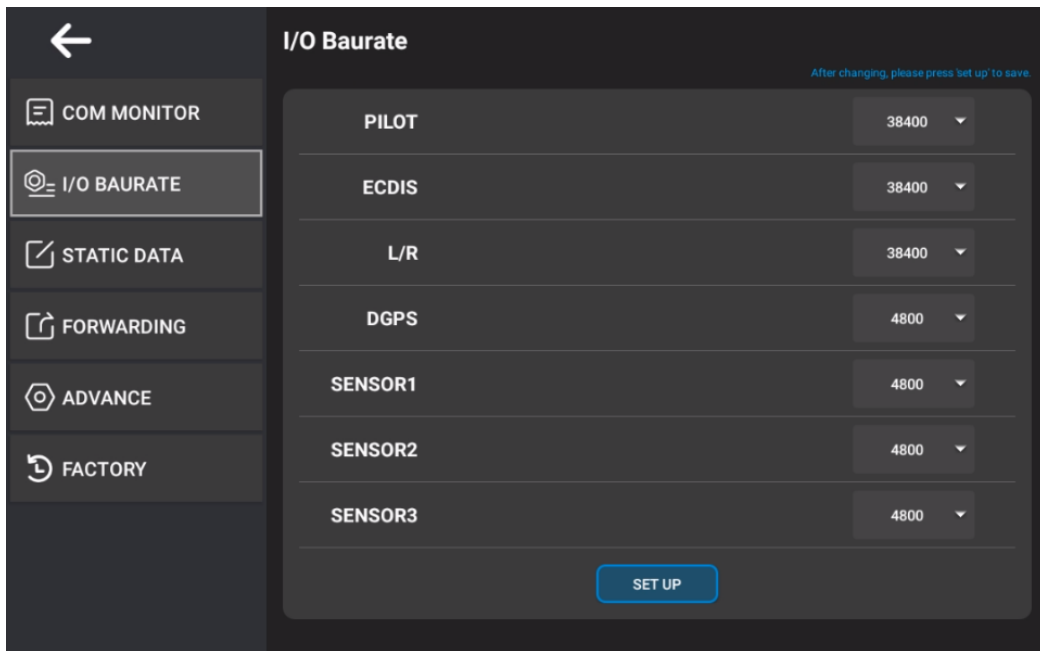 I/O Baurate
After changing, please press 'set up' to save.
COM MONITOR
I/O BAURATE
STATIC DATA
FORWARDING
ADVANCE
FACTORY
PILOT 38400
ECDIS 38400
L/R 38400
DGPS 4800
SENSOR1 4800
SENSOR2 4800
SENSOR3 4800
SET UP